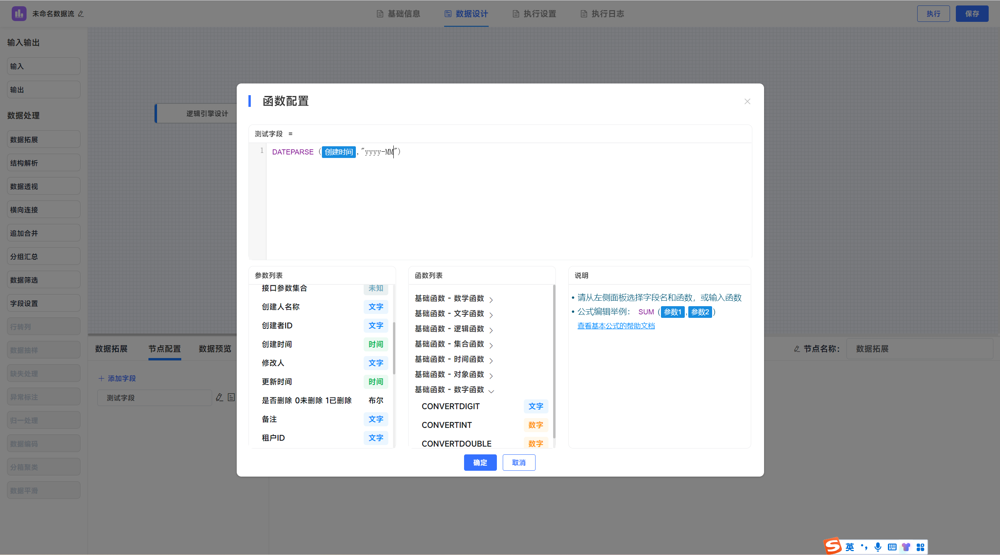 未命名数据流
基础信息
数据设计
执行设置
执行日志
执行
保存
输入输出
输入
输出
数据处理
数据拓展
结构解析
数据透视
横向连接
追加合并
分组汇总
数据筛选
字段设置
行转列
数据抽样
缺失处理
异常标注
归一处理
数据编码
分箱聚类
数据平滑
逻辑引擎设计
数据拓展
节点配置
数据预览
节点名称：
数据拓展
添加字段
测试字段
函数配置
测试字段 =
1
DATEPARSE (创建时间,"yyyy-MM")
参数列表
接口参数集合 未知
创建人名称 文字
创建者ID 文字
创建时间 时间
修改人 文字
更新时间 时间
是否删除 0未删除 1已删除 布尔
备注 文字
租户ID 文字
函数列表
基础函数 - 数学函数
基础函数 - 文字函数
基础函数 - 逻辑函数
基础函数 - 集合函数
基础函数 - 时间函数
基础函数 - 对象函数
基础函数 - 数字函数
CONVERTDIGIT 文字
CONVERTINT 数字
CONVERTDOUBLE 数字
说明
• 请从左侧面板选择字段名和函数，或输入函数
• 公式编辑举例： SUM (参数1,参数2)
查看基本公式的帮助文档
确定
取消
英